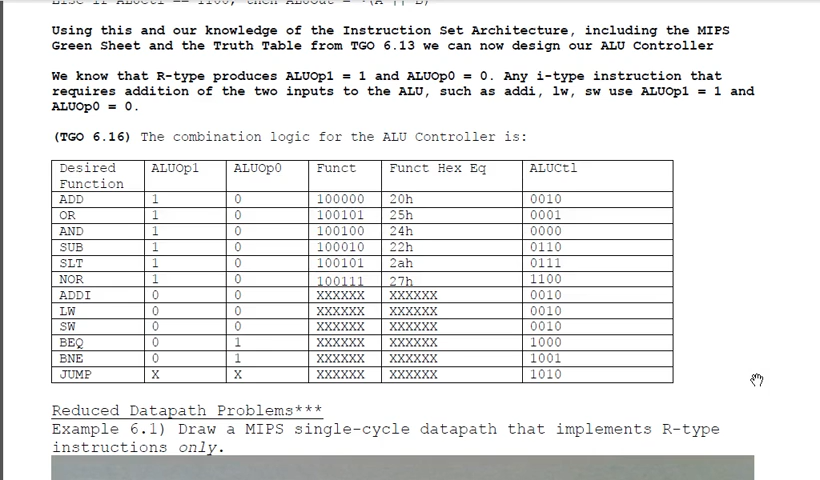 Using this and our knowledge of the Instruction Set Architecture, including the MIPS
Green Sheet and the Truth Table from TGO 6.13 we can now design our ALU Controller
We know that R-type produces ALUOp1 = 1 and ALUOp0 = 0. Any i-type instruction that
requires addition of the two inputs to the ALU, such as addi, lw, sw use ALUOp1 = 1 and
ALUOp0 = 0.
(TGO 6.16) The combination logic for the ALU Controller is:
Desired Function ALUOp1 ALUOp0 Funct Funct Hex Eq ALUCtl
ADD 1 0 100000 20h 0010
OR 1 0 100101 25h 0001
AND 1 0 100100 24h 0000
SUB 1 0 100010 22h 0110
SLT 1 0 100101 2ah 0111
NOR 1 0 100111 27h 1100
ADDI 0 0 XXXXXX XXXXXX 0010
LW 0 0 XXXXXX XXXXXX 0010
SW 0 0 XXXXXX XXXXXX 0010
BEQ 0 1 XXXXXX XXXXXX 1000
BNE 0 1 XXXXXX XXXXXX 1001
JUMP X X XXXXXX XXXXXX 1010
Reduced Datapath Problems***
Example 6.1) Draw a MIPS single-cycle datapath that implements R-type
instructions only.